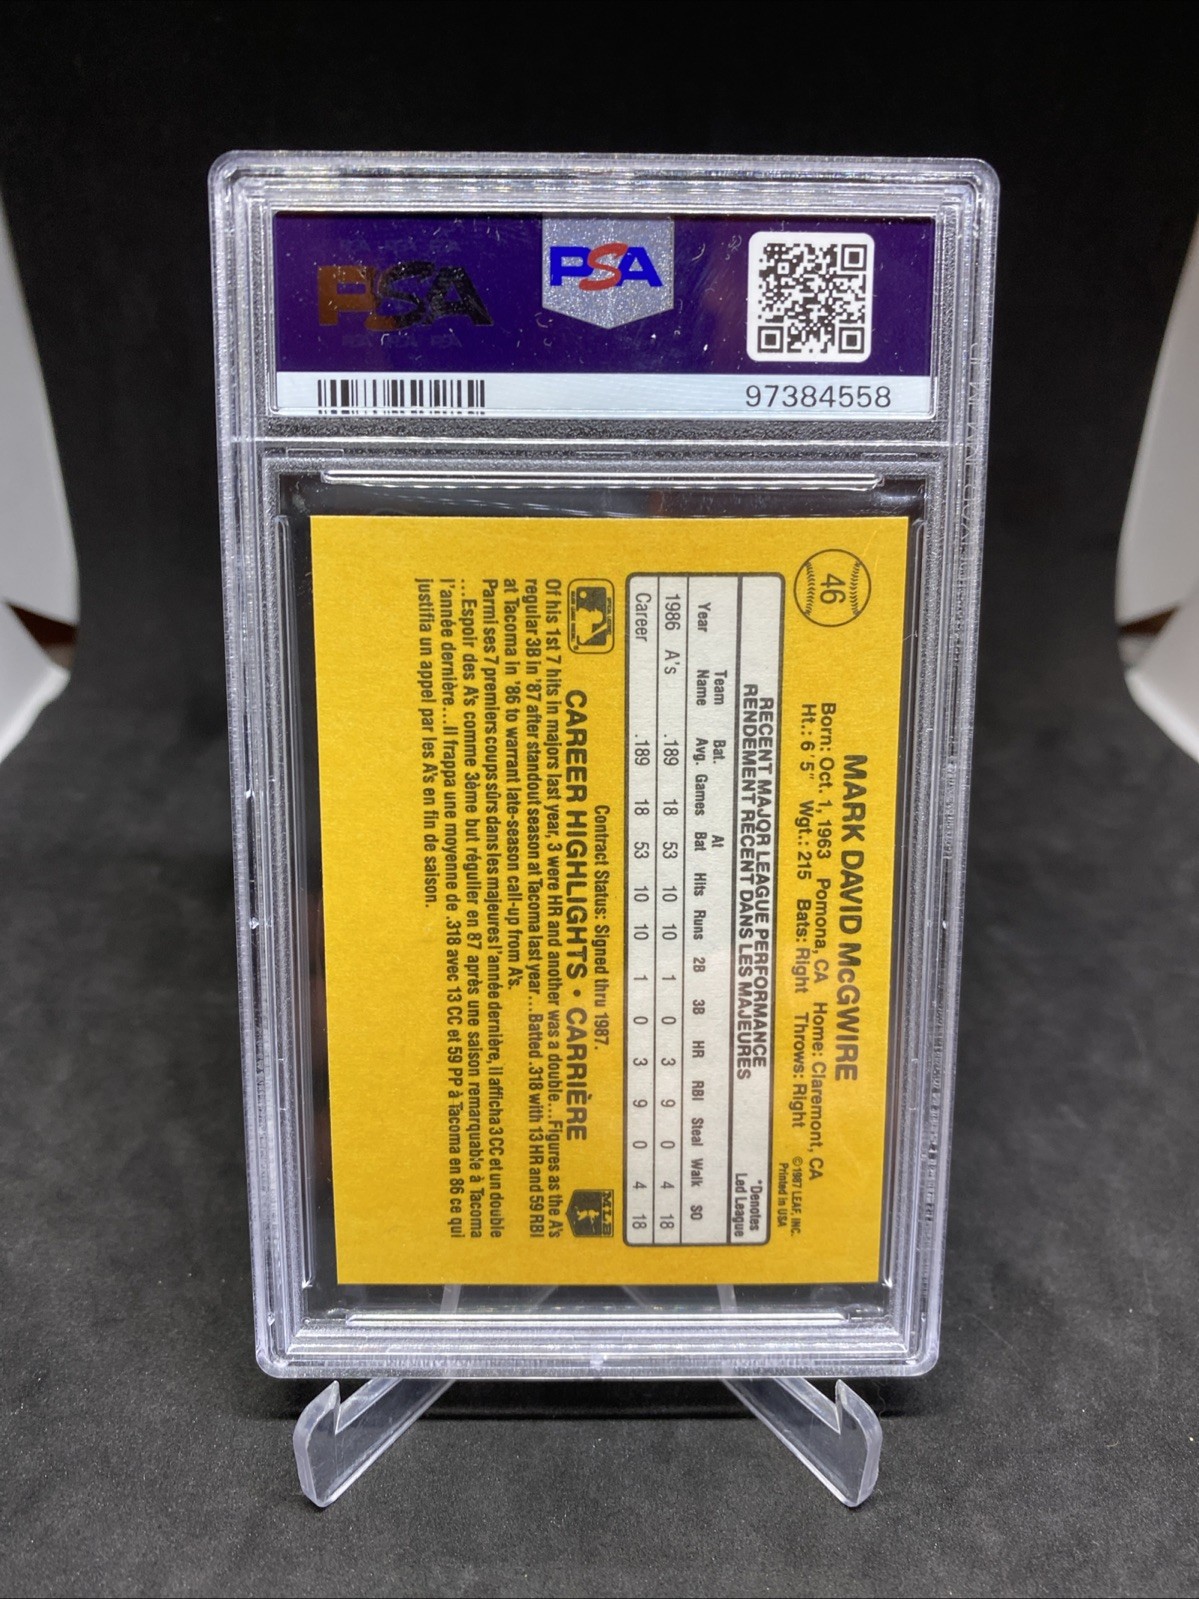 PSA
PSA
97384558
46
MARK DAVID McGWIRE
Born: Oct. 1, 1963 Pomona, CA Home: Claremont, CA
Ht.: 6'5" Wgt.: 215 Bats: Right Throws: Right
©1987 LEAF, INC.
Printed in USA
RECENT MAJOR LEAGUE PERFORMANCE
RENDEMENT RÉCENT DANS LES MAJEURES
*Denotes
Led League
Year Team Name Bat. Avg. Games At Bat Hits Runs 2B 3B HR RBI Steal Walk SO
1986 A's .189 18 53 10 10 1 0 3 9 0 4 18
Career .189 18 53 10 10 1 0 3 9 0 4 18
Contract Status: Signed thru 1987.
CAREER HIGHLIGHTS • CARRIÈRE
MLB
Of his 1st 7 hits in majors last year, 3 were HR and another was a double...Figures as the A's
regular 3B in '87 after standout season at Tacoma last year...Batted .318 with 13 HR and 59 RBI
at Tacoma in '86 to warrant late-season call-up from A's.
Parmi ses 7 premiers coups sûrs dans les majeures l'année dernière, il afficha 3 CC et un double
...Espoir des A's comme 3ème but régulier en 87 après une saison remarquable à Tacoma
l'année dernière...Il frappa une moyenne de .318 avec 13 CC et 59 PP à Tacoma en 86 ce qui
justifia un appel par les A's en fin de saison.